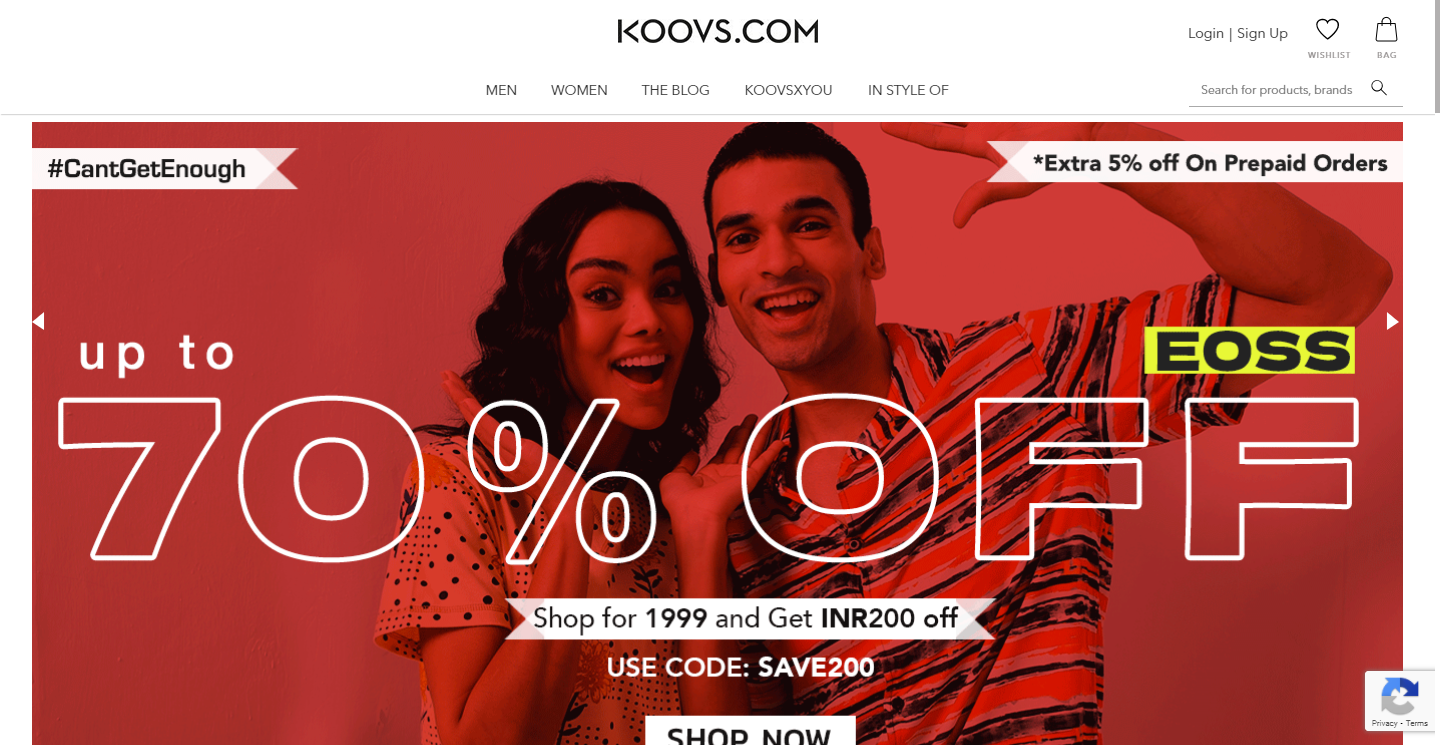 KOOVS.COM
Login | Sign Up
WISHLIST
BAG
MEN
WOMEN
THE BLOG
KOOVSXYOU
IN STYLE OF
Search for products, brands
#CantGetEnough
*Extra 5% off On Prepaid Orders
up to
EOSS
70% OFF
Shop for 1999 and Get INR200 off
USE CODE: SAVE200
SHOP NOW
Privacy - Terms